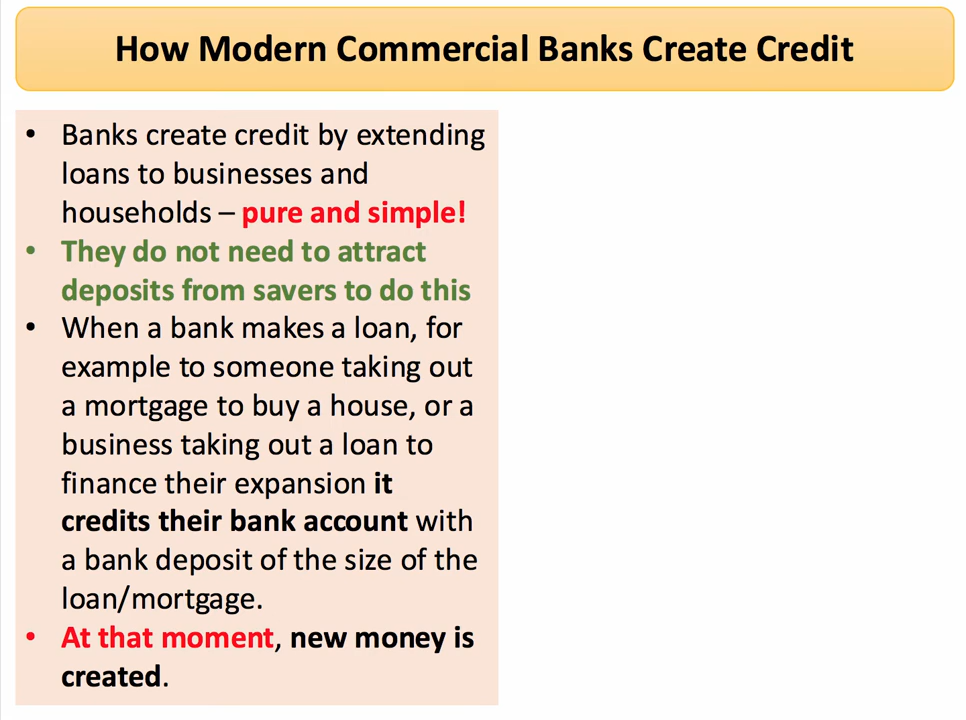 How Modern Commercial Banks Create Credit
• Banks create credit by extending
loans to businesses and
households – pure and simple!
• They do not need to attract
deposits from savers to do this
• When a bank makes a loan, for
example to someone taking out
a mortgage to buy a house, or a
business taking out a loan to
finance their expansion it
credits their bank account with
a bank deposit of the size of the
loan/mortgage.
• At that moment, new money is
created.